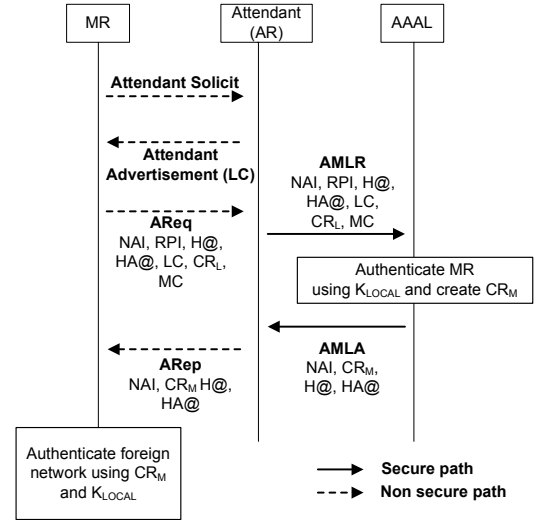 MR
Attendant
(AR)
AAAL
Attendant Solicit
Attendant
Advertisement (LC)
AMLR
NAI, RPI, H@,
HA@, LC,
CRL, MC
AReq
NAI, RPI, H@,
HA@, LC, CRL,
MC
Authenticate MR
using KLOCAL and create CRM
AMLA
NAI, CRM,
H@, HA@
ARep
NAI, CRM H@,
HA@
Authenticate foreign
network using CRM
and KLOCAL
Secure path
Non secure path